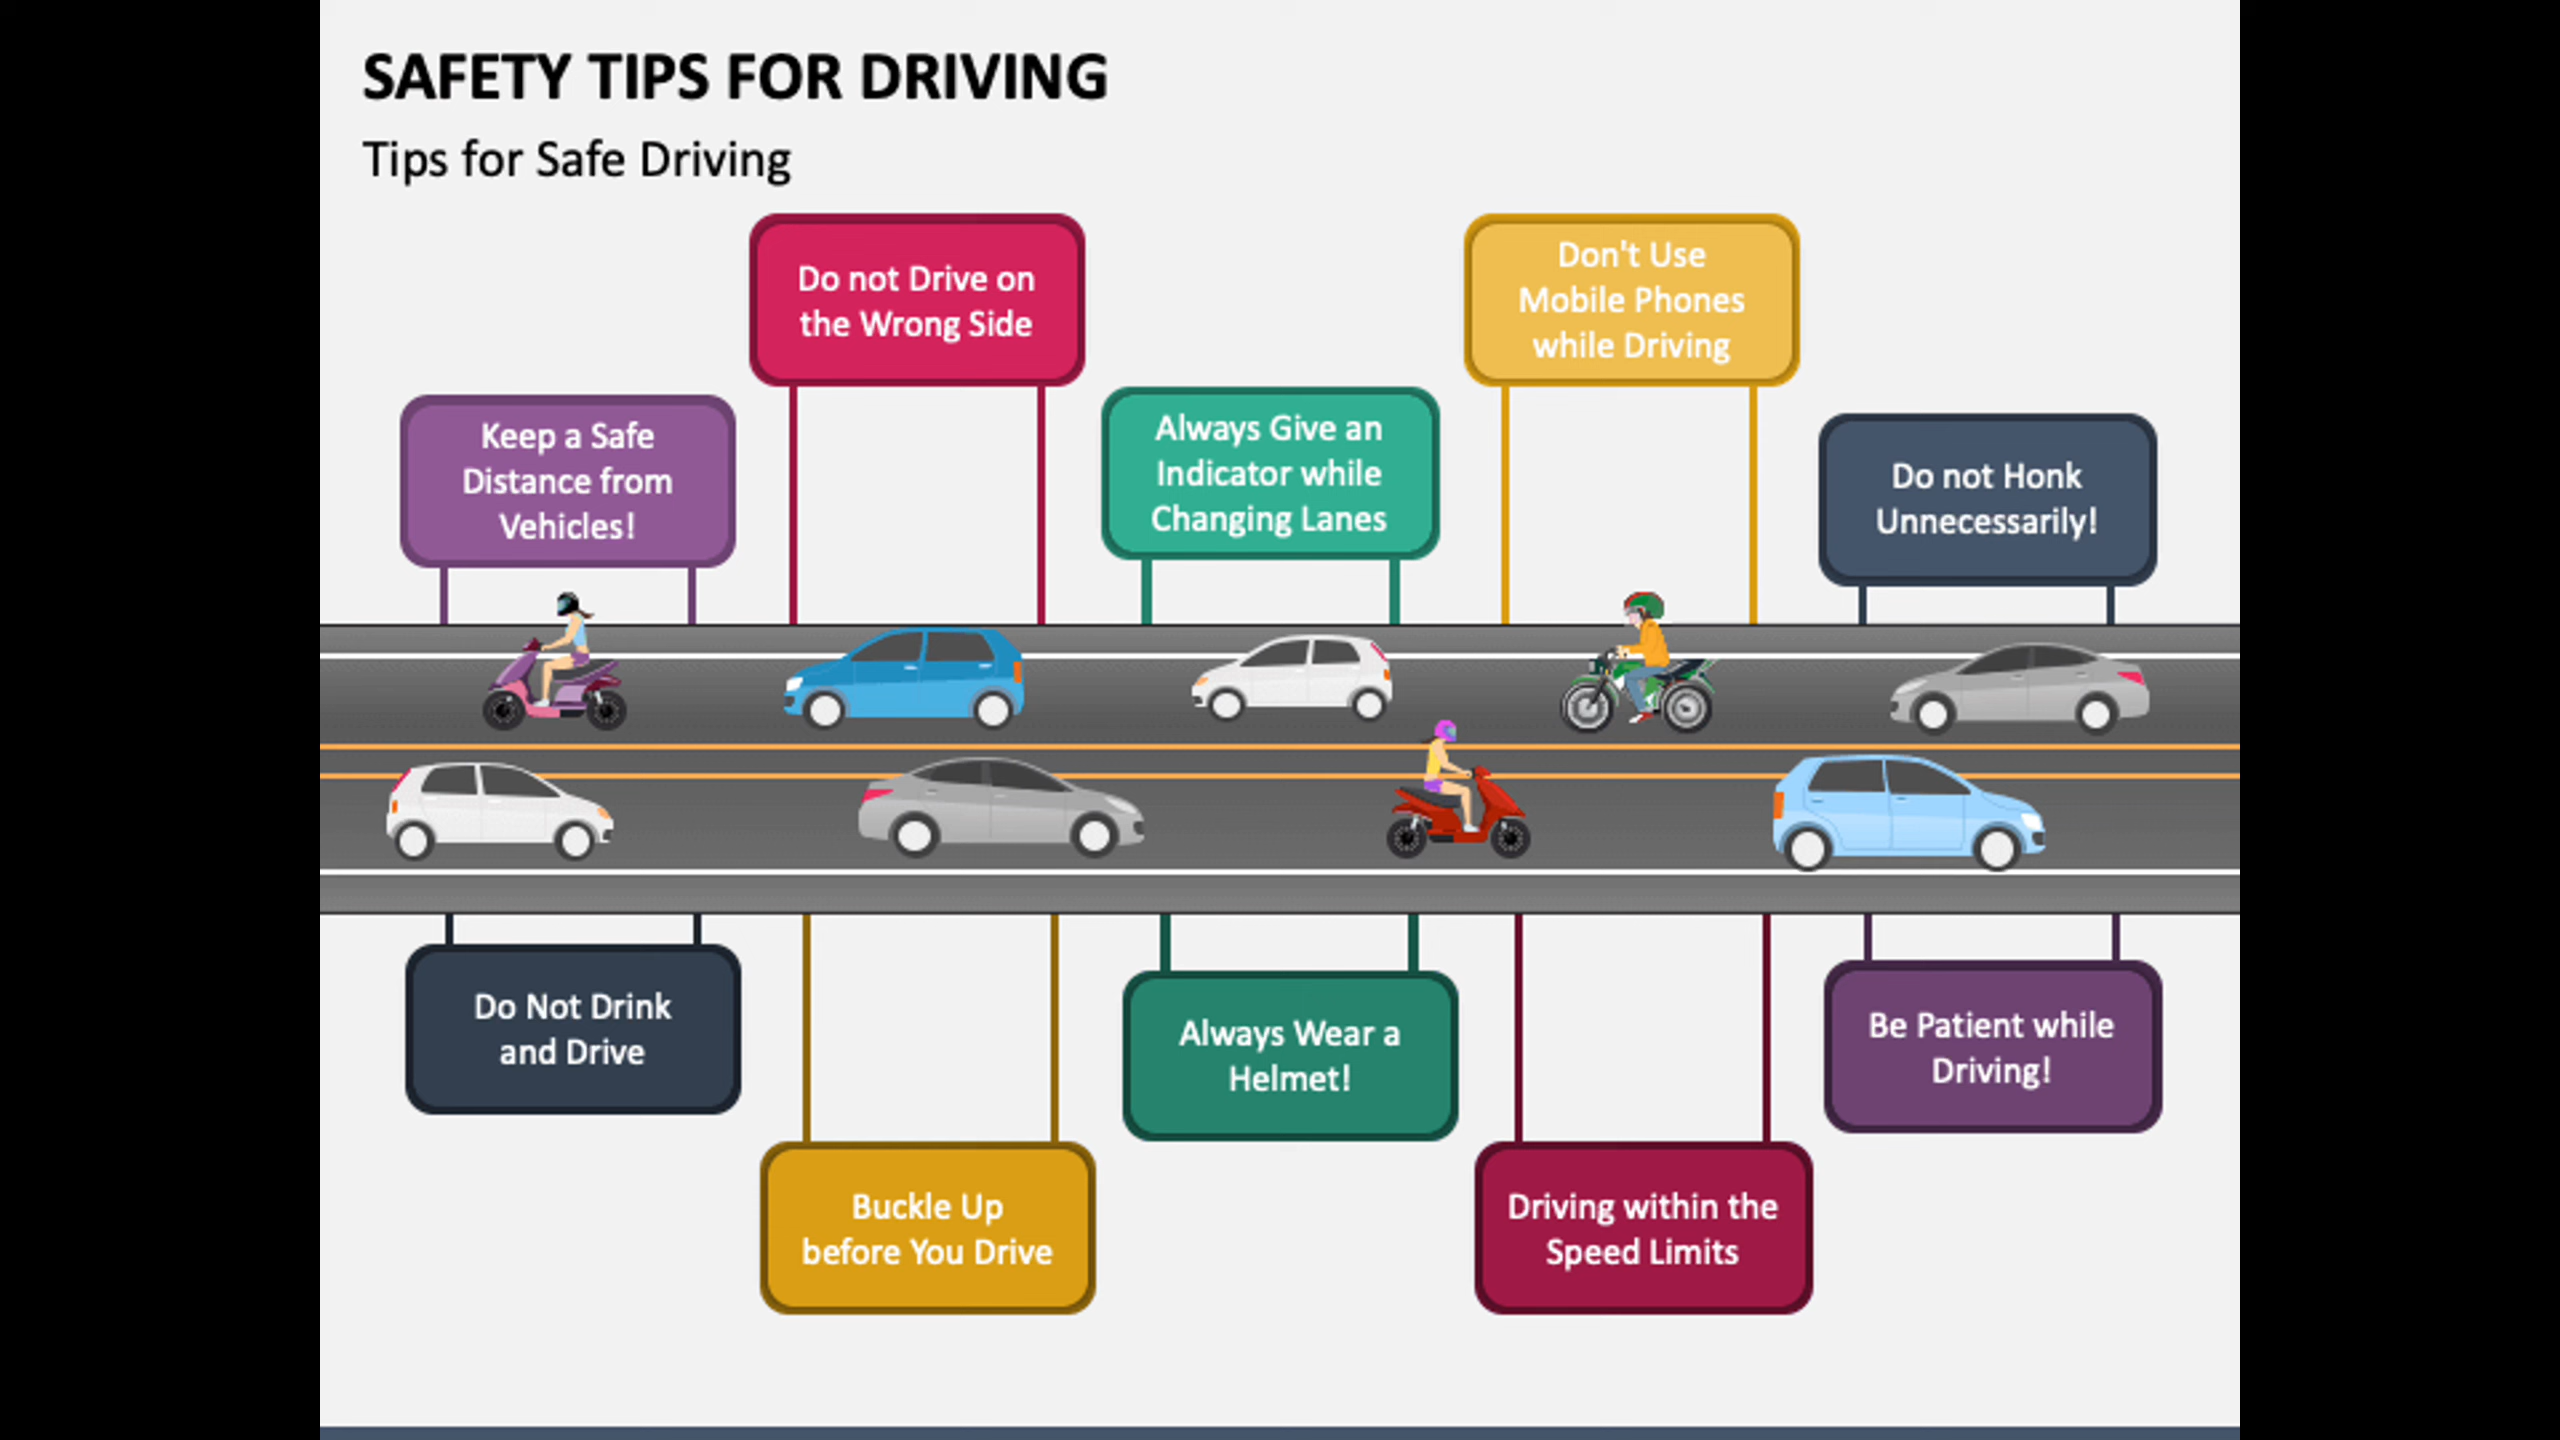 SAFETY TIPS FOR DRIVING
Tips for Safe Driving
Keep a Safe
Distance from
Vehicles!
Do not Drive on
the Wrong Side
Always Give an
Indicator while
Changing Lanes
Don't Use
Mobile Phones
while Driving
Do not Honk
Unnecessarily!
Do Not Drink
and Drive
Buckle Up
before You Drive
Always Wear a
Helmet!
Driving within the
Speed Limits
Be Patient while
Driving!